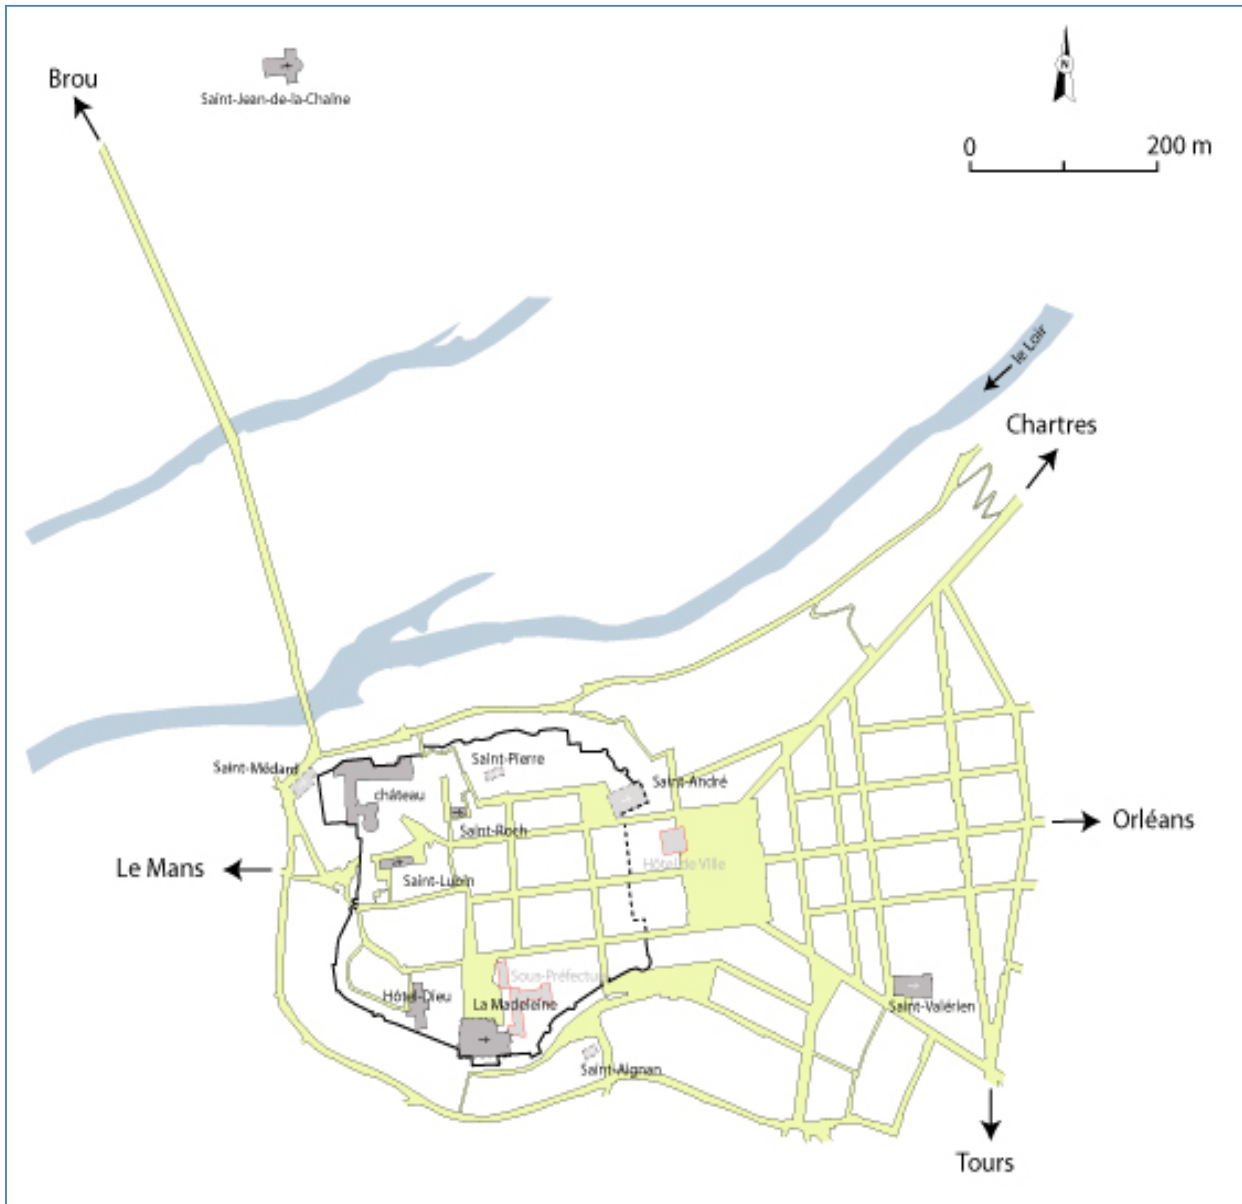 Brou
Saint-Jean-de-la-Chaîne
N
0 200 m
le Loir
Chartres
Saint-Médard
Saint-Pierre
Saint-André
château
Saint-Roch
Orléans
Hôtel de Ville
Le Mans
Saint-Lubin
Sous-Préfecture
Hôtel-Dieu
La Madeleine
Saint-Valérien
Saint-Aignan
Tours